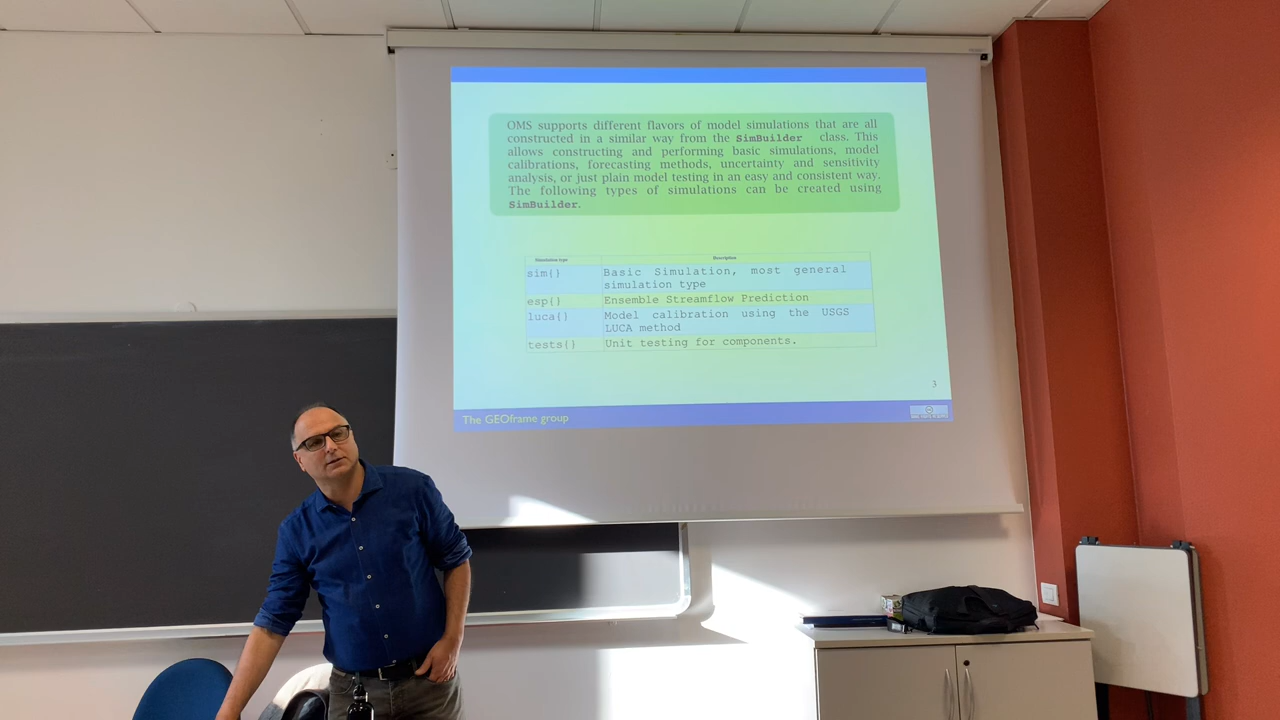 OMS supports different flavors of model simulations that are all
constructed in a similar way from the SimBuilder class. This
allows constructing and performing basic simulations, model
calibrations, forecasting methods, uncertainty and sensitivity
analysis, or just plain model testing in an easy and consistent way.
The following types of simulations can be created using
SimBuilder.
Simulation type Description
sim{} Basic Simulation, most general
simulation type
esp{} Ensemble Streamflow Prediction
luca{} Model calibration using the USGS
LUCA method
tests{} Unit testing for components.
3
The GEOframe group